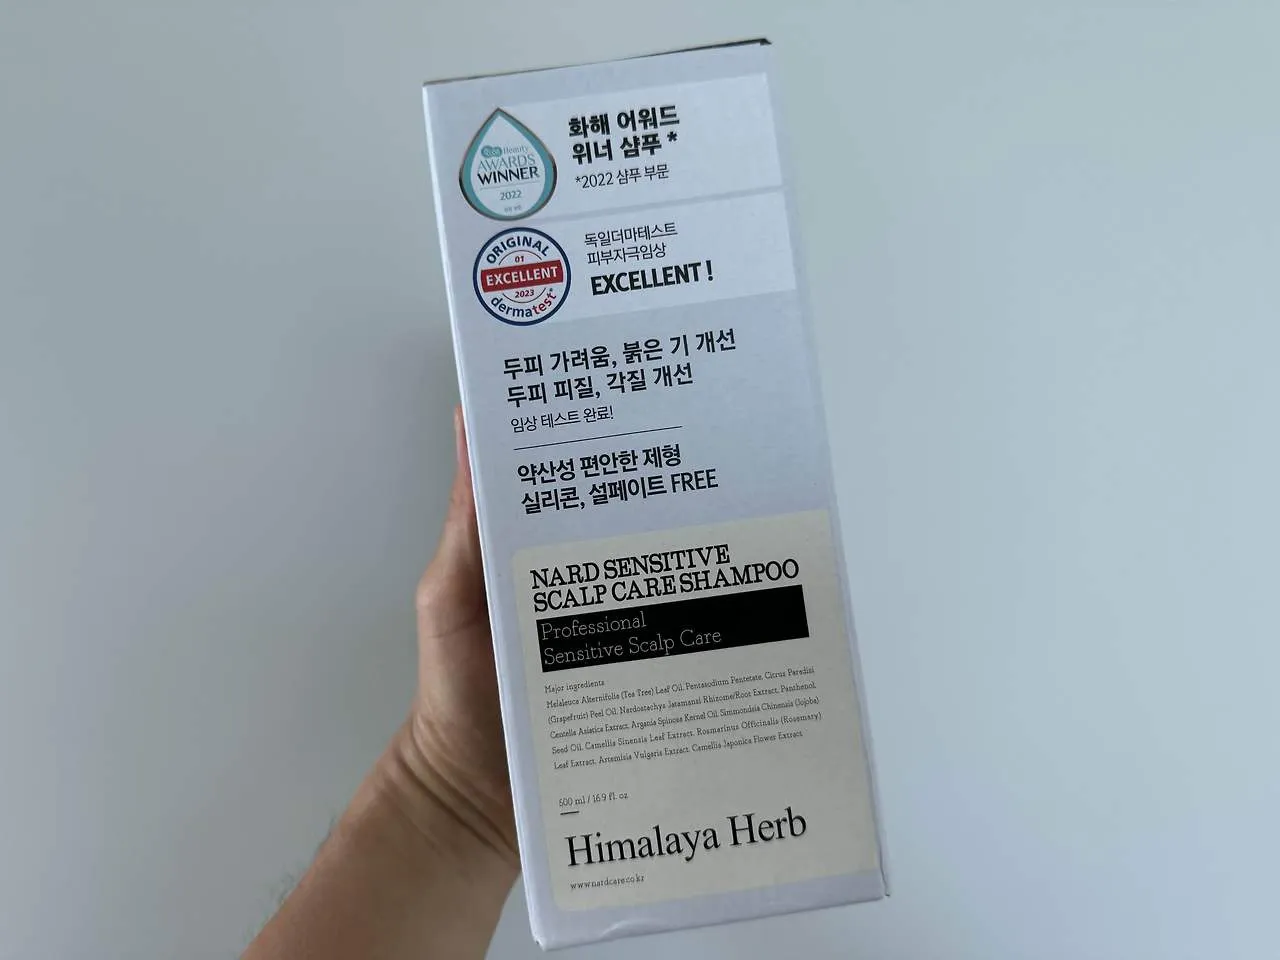 Beauty
AWARDS
WINNER
2022
화해 어워드
위너 샴푸 *
*2022 샴푸 부문
ORIGINAL
01
EXCELLENT
2023
dermatest®
독일더마테스트
피부자극임상
EXCELLENT !
두피 가려움, 붉은 기 개선
두피 피질, 각질 개선
임상 테스트 완료!
약산성 편안한 제형
실리콘, 설페이트 FREE
NARD SENSITIVE
SCALP CARE SHAMPOO
Professional
Sensitive Scalp Care
Major ingredients
Melaleuca Alternifolia (Tea Tree) Leaf Oil, Pentasodium Pentetate, Citrus Paradisi
(Grapefruit) Peel Oil, Nardostachys Jatamansi Rhizome/Root Extract, Panthenol,
Centella Asiatica Extract, Argania Spinosa Kernel Oil, Simmondsia Chinensis (Jojoba)
Seed Oil, Camellia Sinensis Leaf Extract, Rosmarinus Officinalis (Rosemary)
Leaf Extract, Artemisia Vulgaris Extract, Camellia Japonica Flower Extract
500 ml / 16.9 fl. oz
Himalaya Herb
www.nardcare.co.kr